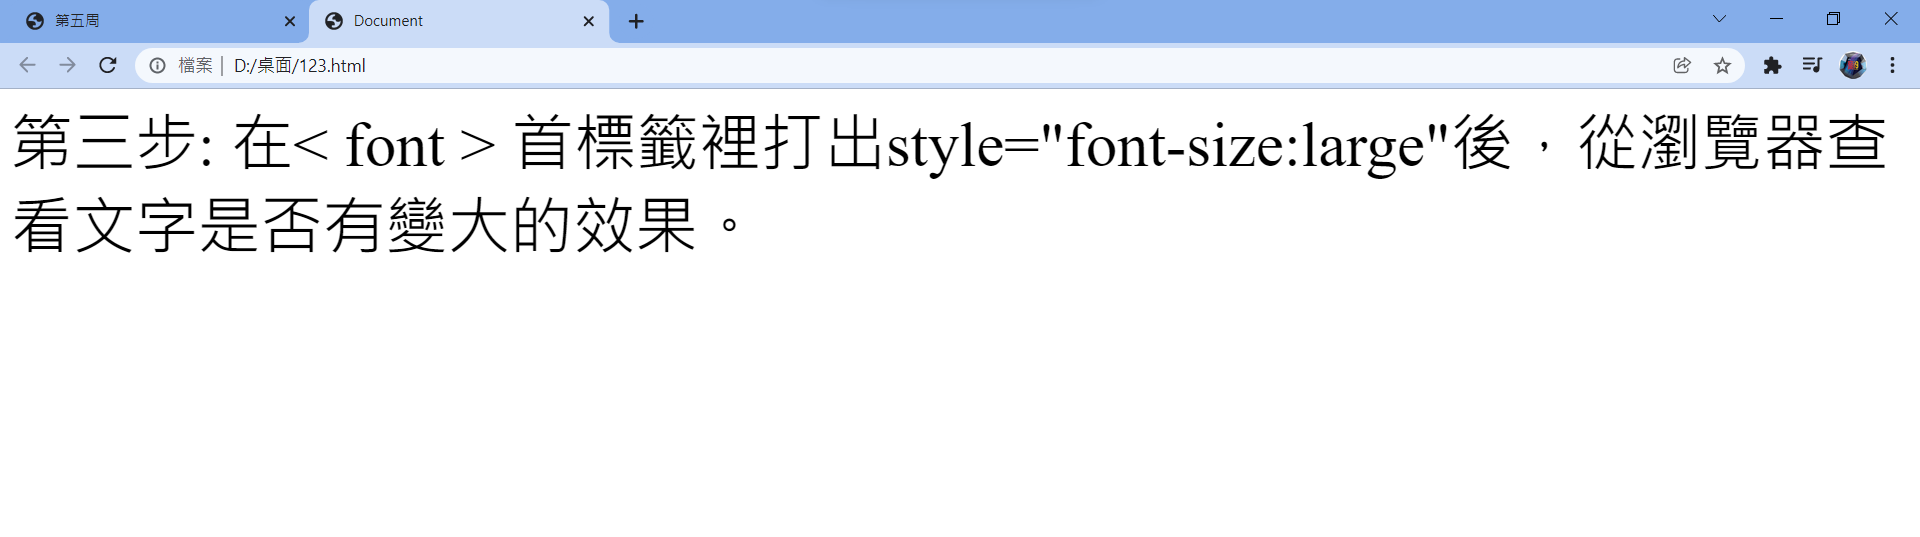 第五周
Document
檔案 | D:/桌面/123.html
第三步: 在< font > 首標籤裡打出style="font-size:large"後，從瀏覽器查
看文字是否有變大的效果。